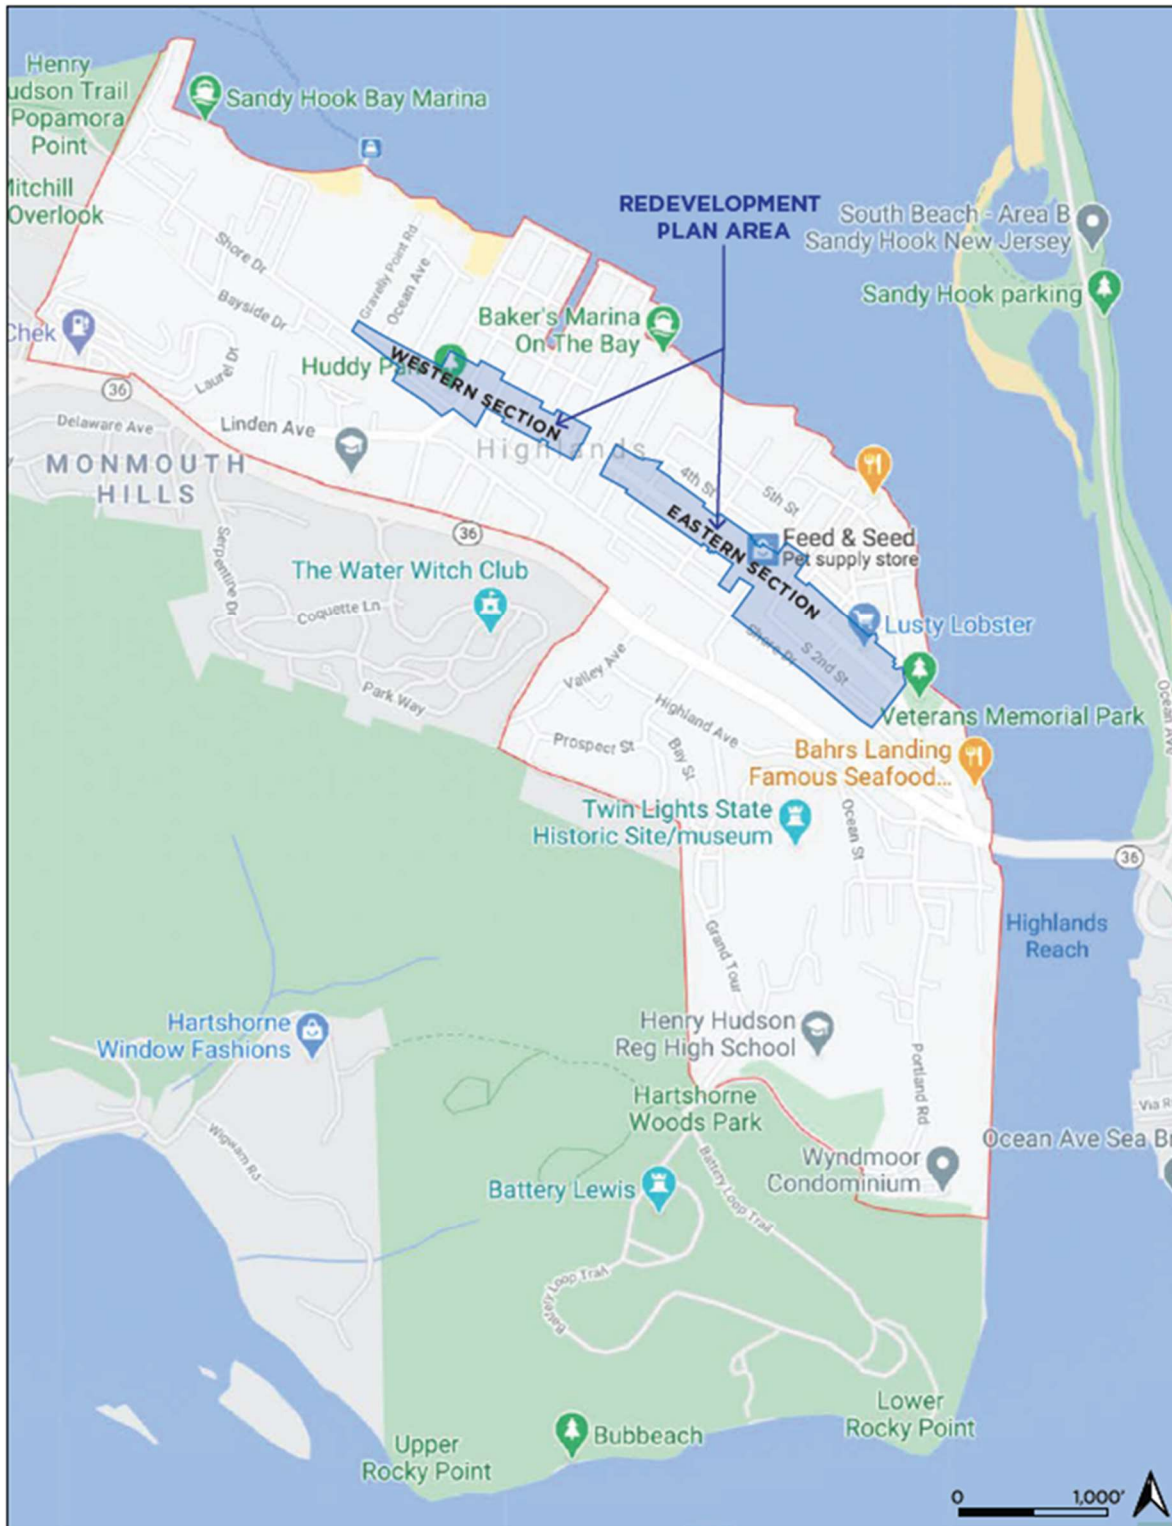 Henry
udson Trail
Popamora
Point
Mitchill
Overlook
Sandy Hook Bay Marina
REDEVELOPMENT
PLAN AREA
South Beach - Area B
Sandy Hook New Jersey
Sandy Hook parking
Shore Dr
Bayside Dr
Gravelly Point Rd
Ocean Ave
Baker's Marina
On The Bay
Chek
Laurel Dr
Huddy Pa
WESTERN SECTION
36
Delaware Ave
Linden Ave
Highlands
MONMOUTH
HILLS
4th St
5th St
EASTERN SECTION
36
Feed & Seed
Pet supply store
Serpentine Dr
The Water Witch Club
Coquette Ln
Lusty Lobster
Shore Dr
S 2nd St
Valley Ave
Park Way
Highland Ave
Veterans Memorial Park
Ocean Ave
Prospect St
Bay St
Bahrs Landing
Famous Seafood...
Twin Lights State
Historic Site/museum
Ocean St
36
Highlands
Reach
Grand Tour
Hartshorne
Window Fashions
Henry Hudson
Reg High School
Portland Rd
Hartshorne
Woods Park
Via R
Wigwam Rd
Ocean Ave Sea Br
Battery Lewis
Battery Loop Trail
Wyndmoor
Condominium
Battery Loop Trail
Lower
Rocky Point
Upper
Rocky Point
Bubbeach
0 1,000'